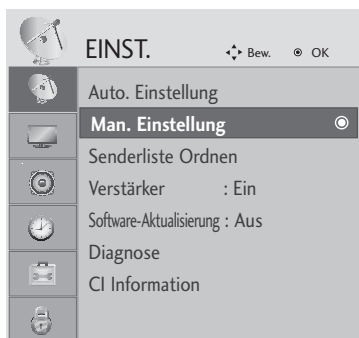 EINST. Bew. OK
Auto. Einstellung
Man. Einstellung
Senderliste Ordnen
Verstärker : Ein
Software-Aktualisierung : Aus
Diagnose
CI Information